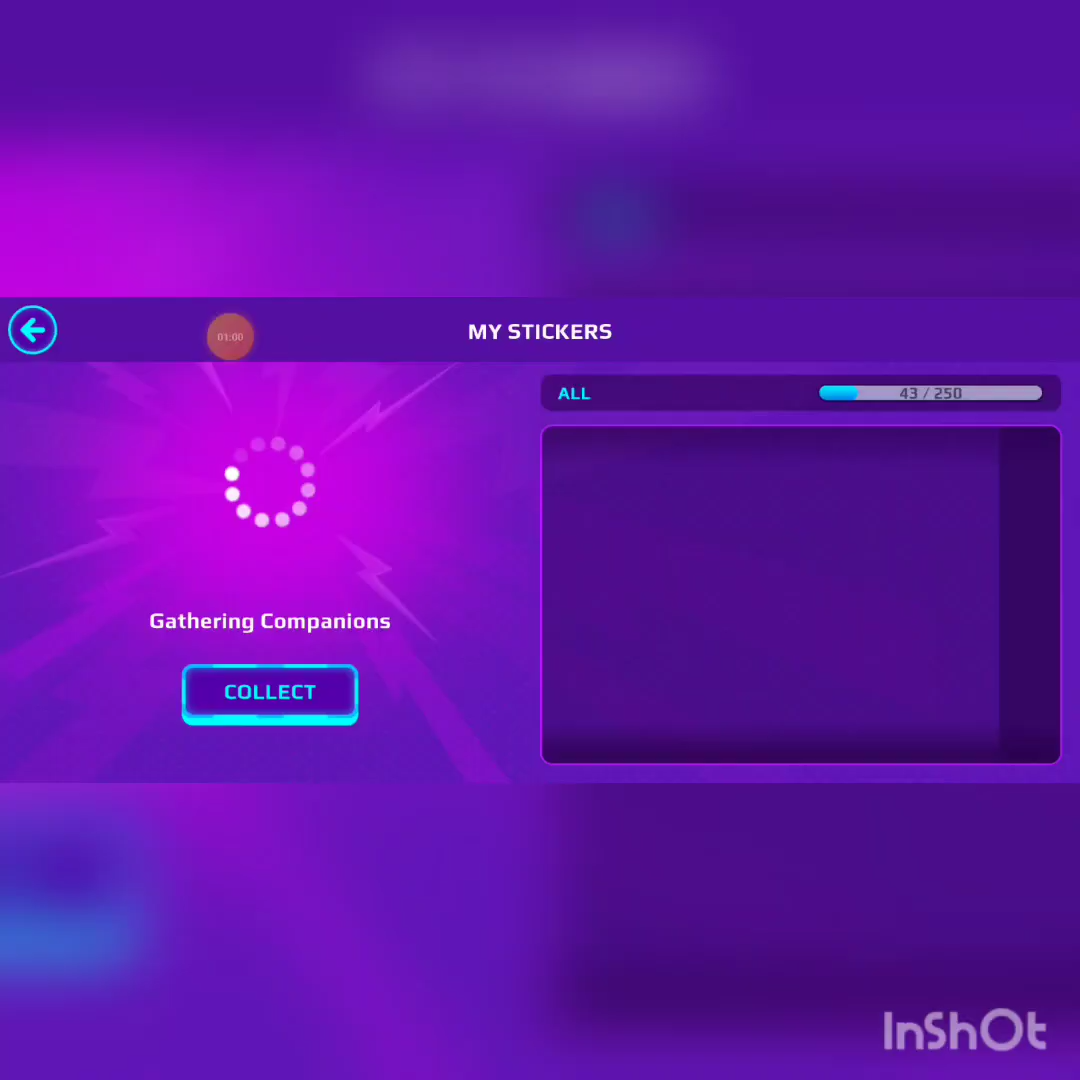 01:00
MY STICKERS
ALL
43 / 250
Gathering Companions
COLLECT
InShOt